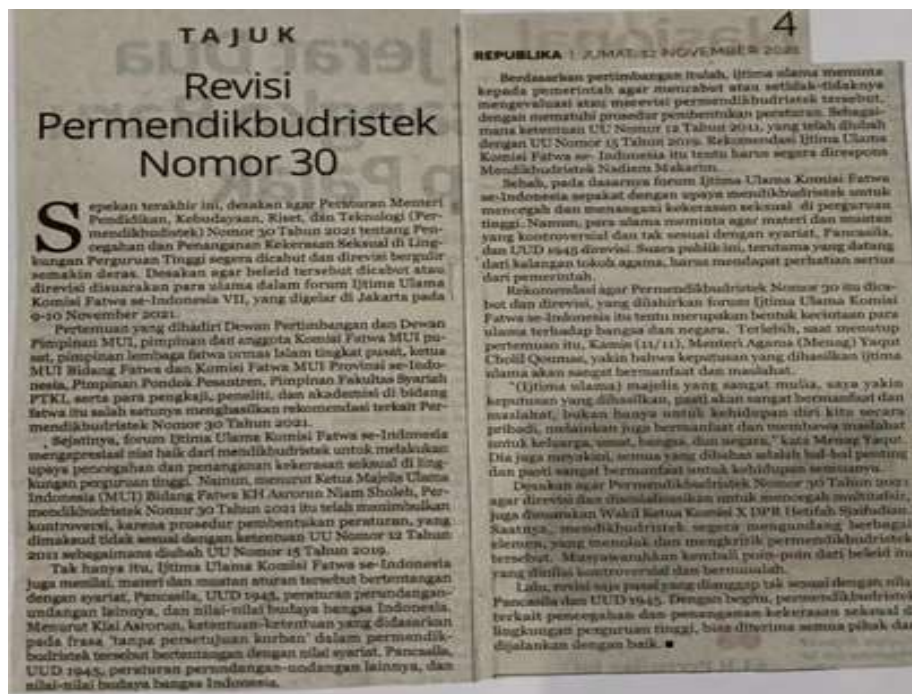 TAJUK
Revisi
Permendikbudristek
Nomor 30
Sepekan terakhir ini, desakan agar Peraturan Menteri
Pendidikan, Kebudayaan, Riset, dan Teknologi (Per-
mendikbudistek) Nomor 30 Tahun 2021 tentang Pen-
cegahan dan Penanganan Kekerasan Seksual di Ling-
kungan Perguruan Tinggi segera dicabut dan direvisi bergulir
semakin deras. Desakan agar beleid tersebut dicabut atau
direvisi disuarakan para ulama dalam forum Ijtima Ulama
Komisi Fatwa se-Indonesia VII, yang digelar di Jakarta pada
9-10 November 2021.
Pertemuan yang dihadiri Dewan Pertimbangan dan Dewan
Pimpinan MUI, pimpinan dan anggota Komisi Fatwa MUI pu-
sat, pimpinan lembaga fatwa ormas Islam tingkat pusat, ketua
MUI Bidang Fatwa dan Komisi Fatwa MUI Provinsi se-Indo-
nesia, Pimpinan Pondok Pesantren, Pimpinan Fakultas Syariah
PTKI, serta para pengkaji, peneliti, dan akademisi di bidang
fatwa itu salah satunya menghasilkan rekomendasi terkait Per-
mendikbudristek Nomor 30 Tahun 2021.
Sejatinya, forum Ijtima Ulama Komisi Fatwa se-Indonesia
mengapresiasi niat baik dari mendikbudristek untuk melakukan
upaya pencegahan dan penanganan kekerasan seksual di ling-
kungan perguruan tinggi. Namun, menurut Ketua Majelis Ulama
Indonesia (MUI) Bidang Fatwa KH Asrorun Niam Sholeh, Per-
mendikbudristek Nomor 30 Tahun 2021 itu telah menimbulkan
kontroversi, karena prosedur pembentukan peraturan, yang
dimaksud tidak sesuai dengan ketentuan UU Nomor 12 Tahun
2011 sebagaimana diubah UU Nomor 15 Tahun 2019.
Tak hanya itu, Ijtima Ulama Komisi Fatwa se-Indonesia
juga menilai, materi dan muatan aturan tersebut bertentangan
dengan syariat, Pancasila, UUD 1945, peraturan perundangan-
undangan lainnya, dan nilai-nilai budaya bangsa Indonesia.
Menurut Kiai Asrorun, ketentuan-ketentuan yang didasarkan
pada frasa 'tanpa persetujuan korban' dalam permendik-
budristek tersebut bertentangan dengan nilai syariat, Pancasila,
UUD 1945, peraturan perundangan-undangan lainnya, dan
nilai-nilai budaya bangsa Indonesia.
4
REPUBLIKA | JUMAT, 12 NOVEMBER 2021
Berdasarkan pertimbangan itulah, ijtima ulama meminta
kepada pemerintah agar mencabut atau setidak-tidaknya
mengevaluasi atau merevisi permendikbudristek tersebut,
dengan mematuhi prosedur pembentukan peraturan. Sebagai-
mana ketentuan UU Nomor 12 Tahun 2011, yang telah diubah
dengan UU Nomor 15 Tahun 2019. Rekomendasi Ijtima Ulama
Komisi Fatwa se- Indonesia itu tentu harus segera direspons
Mendikbudristek Nadiem Makarim.
Sebab, pada dasarnya forum Ijtima Ulama Komisi Fatwa
se-Indonesia sepakat dengan upaya mendikbudristek untuk
mencegah dan menangani kekerasan seksual di perguruan
tinggi. Namun, para ulama meminta agar materi dan muatan
yang kontroversial dan tak sesuai dengan syariat, Pancasila,
dan UUD 1945 direvisi. Suara publik ini, terutama yang datang
dari kalangan tokoh agama, harus mendapat perhatian serius
dari pemerintah.
Rekomendasi agar Permendikbudristek Nomor 30 itu dica-
but dan direvisi, yang dilahirkan forum Ijtima Ulama Komisi
Fatwa se-Indonesia itu tentu merupakan bentuk kecintaan para
ulama terhadap bangsa dan negara. Terlebih, saat menutup
pertemuan itu, Kamis (11/11), Menteri Agama (Menag) Yaqut
Cholil Qoumas, yakin bahwa keputusan yang dihasilkan ijtima
ulama akan sangat bermanfaat dan maslahat.
"(Ijtima ulama) majelis yang sangat mulia, saya yakin
keputusan yang dihasilkan, pasti akan sangat bermanfaat dan
maslahat, bukan hanya untuk kehidupan diri kita secara
pribadi, melainkan juga bermanfaat dan membawa maslahat
untuk keluarga, umat, bangsa, dan negara," kata Menag Yaqut.
Dia juga meyakini, semua yang dibahas adalah hal-hal penting
dan pasti sangat bermanfaat untuk kehidupan semuanya.
Desakan agar Permendikbudristek Nomor 30 Tahun 2021
agar direvisi dan disosialisasikan untuk mencegah multitafsir,
juga disuarakan Wakil Ketua Komisi X DPR Hetifah Sjaifudian.
Saatnya, mendikbudristek segera mengundang berbagai
elemen, yang menolak dan mengkritik permendikbudristek
tersebut. Musyawarahkan kembali poin-poin dari beleid itu
yang dinilai kontroversial dan bermasalah.
Lalu, revisi saja pasal yang dianggap tak sesuai dengan nilai
Pancasila dan UUD 1945. Dengan begitu, permendikbudristek
terkait pencegahan dan penanganan kekerasan seksual di
lingkungan perguruan tinggi, bisa diterima semua pihak dan
dijalankan dengan baik. ■